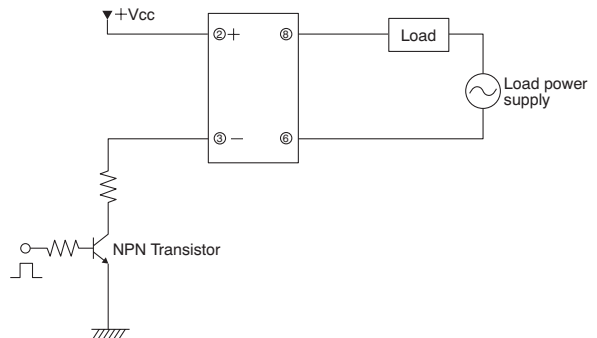 +Vcc
② + ⑧
Load
Load power
supply
③ — ⑥
NPN Transistor